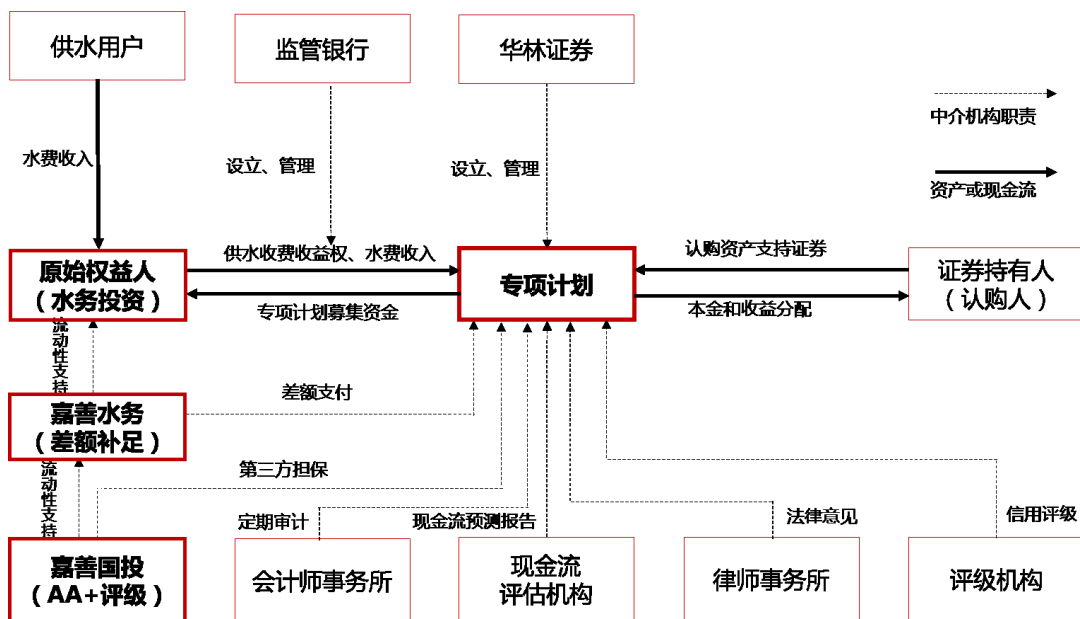 供水用户
监管银行
华林证券
中介机构职责
水费收入
设立、管理
设立、管理
资产或现金流
原始权益人
（水务投资）
供水收费收益权、水费收入
专项计划募集资金
专项计划
认购资产支持证券
本金和收益分配
证券持有人
（认购人）
流动性支持
嘉善水务
（差额补足）
差额支付
流动性支持
第三方担保
定期审计
现金流预测报告
法律意见
信用评级
嘉善国投
（AA+评级）
会计师事务所
现金流
评估机构
律师事务所
评级机构